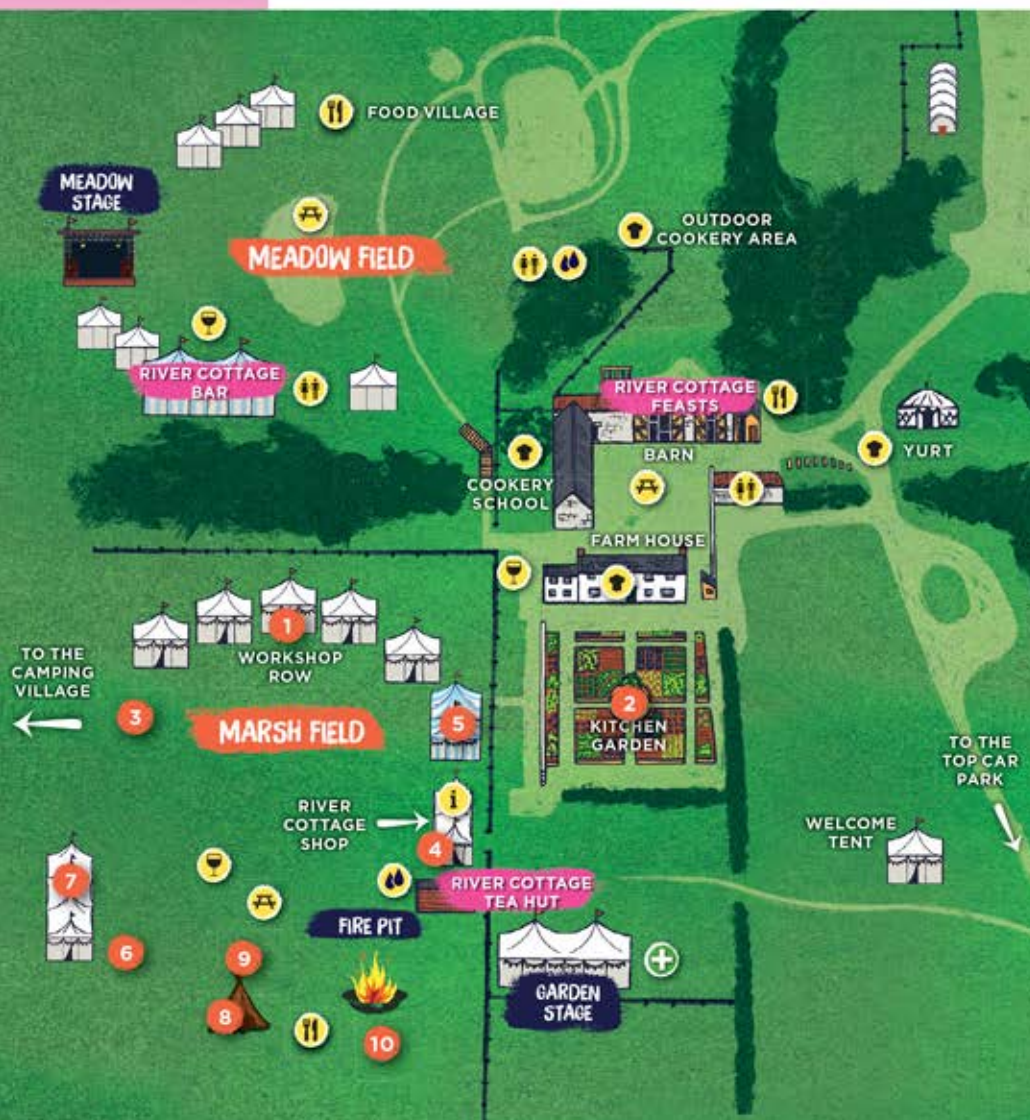 FOOD VILLAGE
MEADOW
STAGE
MEADOW FIELD
OUTDOOR
COOKERY AREA
RIVER COTTAGE
BAR
RIVER COTTAGE
FEASTS
BARN
YURT
COOKERY
SCHOOL
FARM HOUSE
1
WORKSHOP
ROW
TO THE
CAMPING
VILLAGE
3
MARSH FIELD
5
2
KITCHEN
GARDEN
TO THE
TOP CAR
PARK
i
RIVER
COTTAGE
SHOP
4
WELCOME
TENT
7
RIVER COTTAGE
TEA HUT
FIRE PIT
6
9
GARDEN
STAGE
8
10